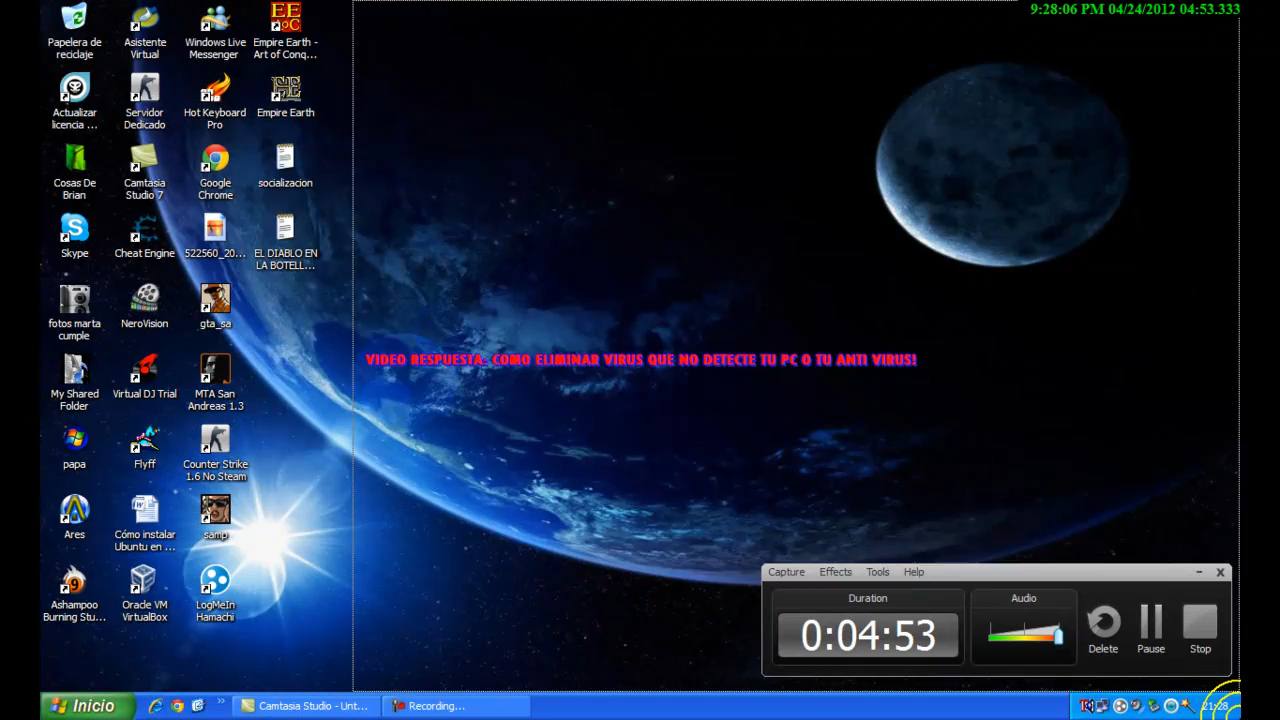 9:28:06 PM 04/24/2012 04:53.333
Papelera de
reciclaje
Asistente
Virtual
Windows Live
Messenger
Empire Earth -
Art of Conq...
Actualizar
licencia ...
Servidor
Dedicado
Hot Keyboard
Pro
Empire Earth
Cosas De
Brian
Camtasia
Studio 7
Google
Chrome
socializacion
Skype
Cheat Engine
522560_20...
EL DIABLO EN
LA BOTELL...
fotos marta
cumple
NeroVision
gta_sa
VIDEO RESPUESTA: COMO ELIMINAR VIRUS QUE NO DETECTE TU PC O TU ANTI VIRUS!
My Shared
Folder
Virtual DJ Trial
MTA San
Andreas 1.3
papa
Flyff
Counter Strike
1.6 No Steam
Ares
Cómo instalar
Ubuntu en ...
samp
Ashampoo
Burning Stu...
Oracle VM
VirtualBox
LogMeIn
Hamachi
Capture Effects Tools Help
Duration
Audio
0:04:53
Delete Pause Stop
Inicio
Camtasia Studio - Unt...
Recording...
21:28